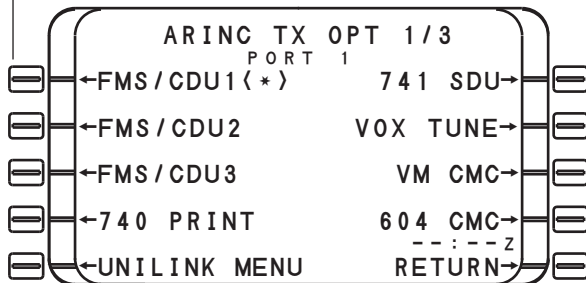 ARINC TX OPT 1/3
PORT 1
←FMS/CDU1(*) 741 SDU→
←FMS/CDU2 VOX TUNE→
←FMS/CDU3 VM CMC→
←740 PRINT 604 CMC→
--:--Z
←UNILINK MENU RETURN→